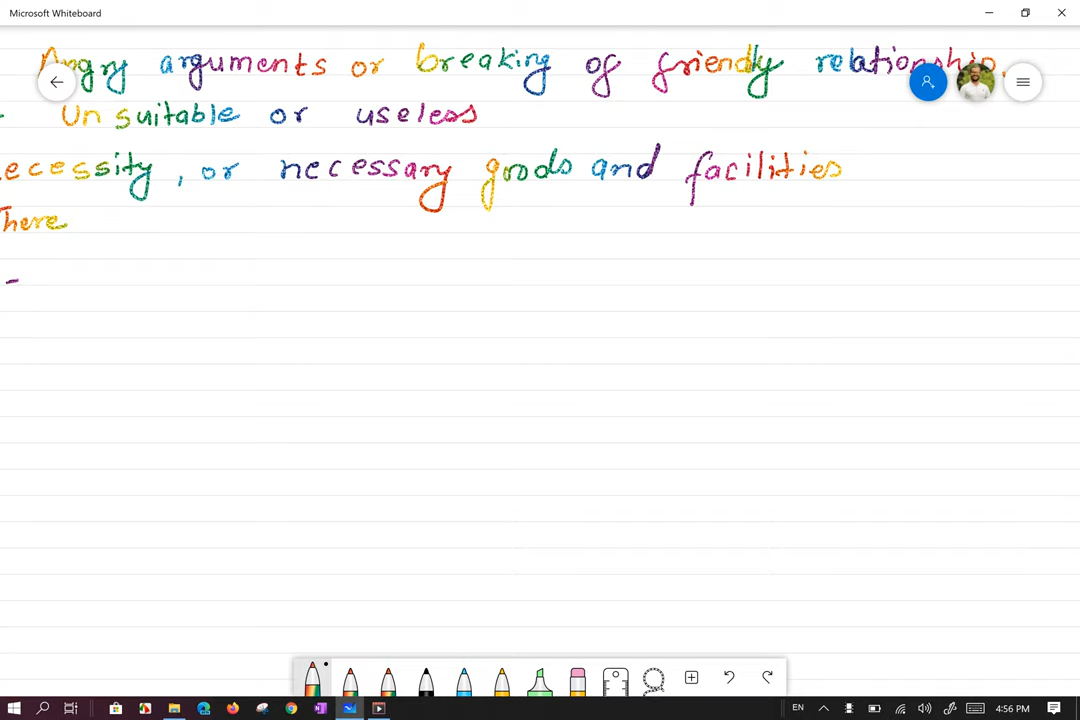 Microsoft Whiteboard
Angry arguments or breaking of friendly relationship.
- Unsuitable or useless
ecessity, or necessary goods and facilities
There
-
EN
4:56 PM